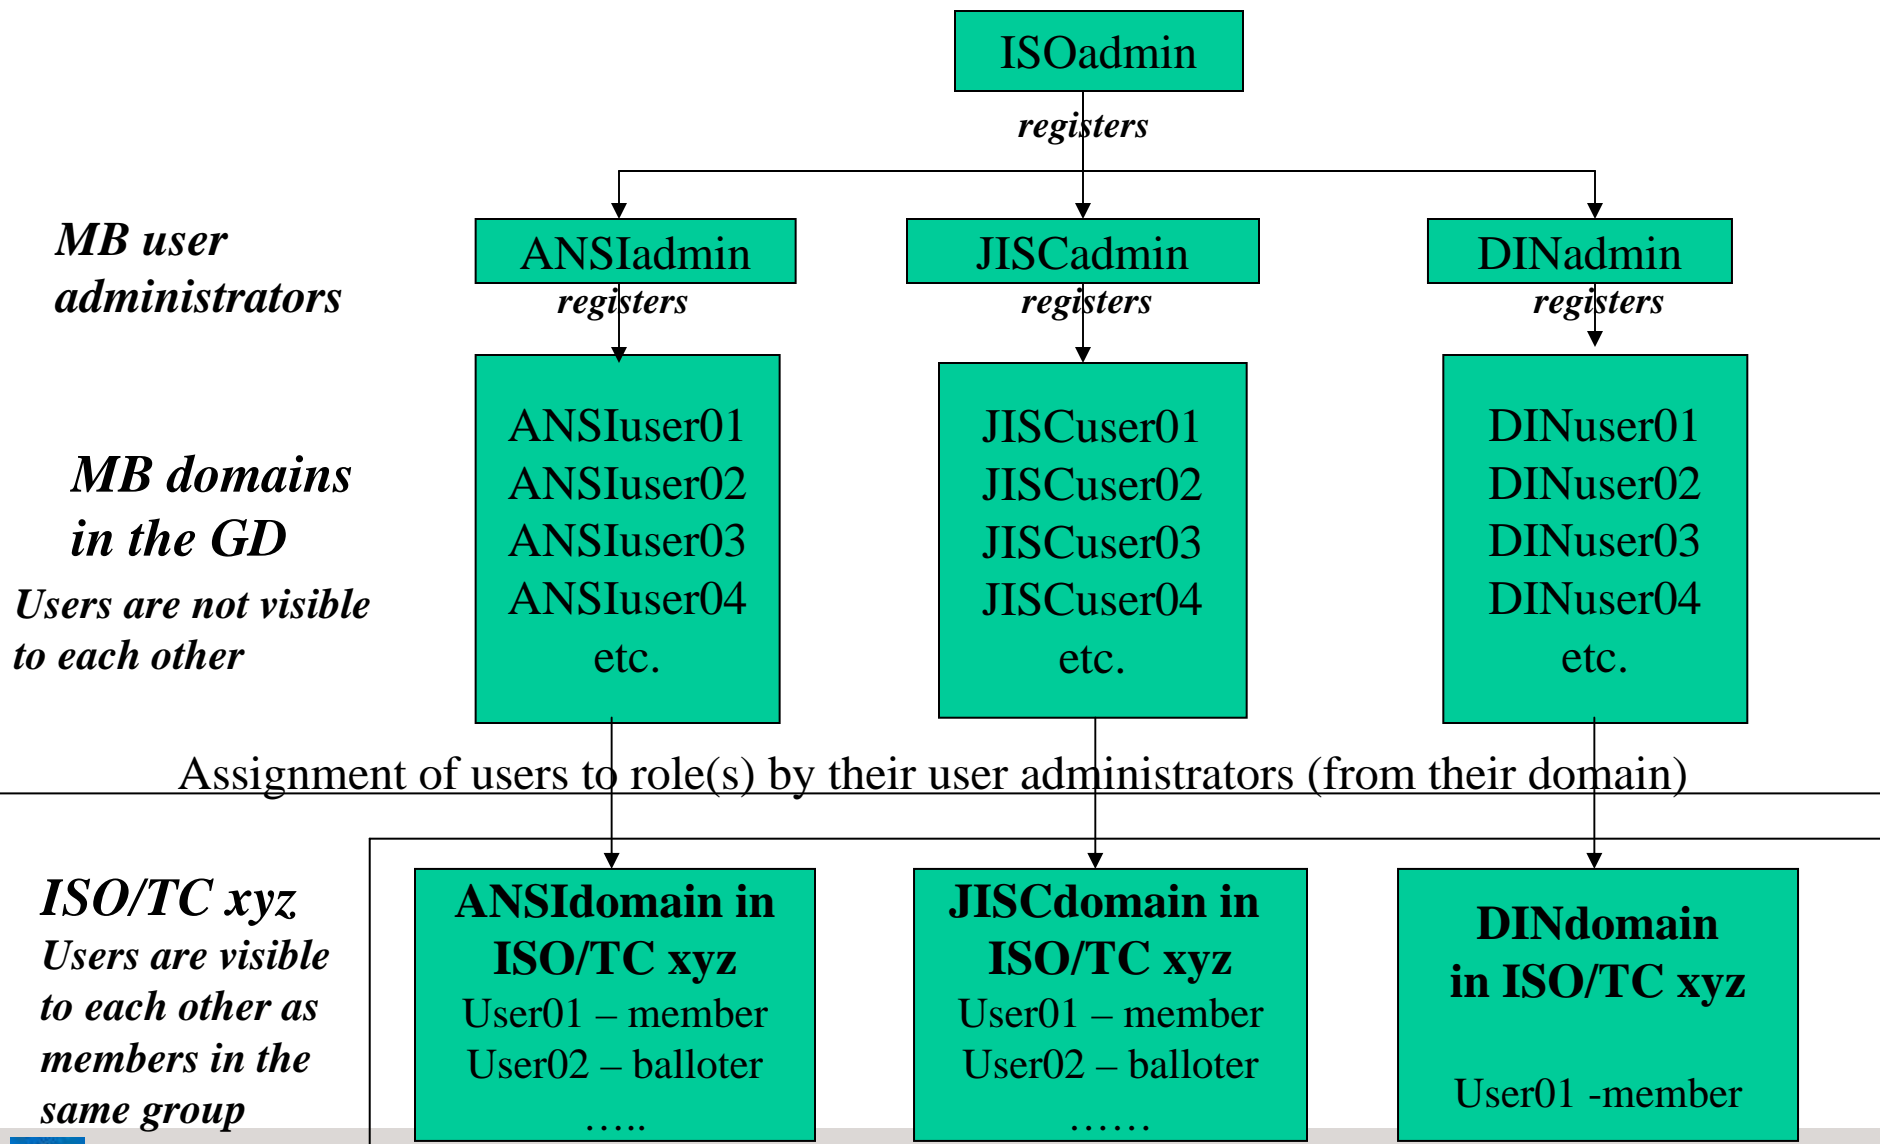 ISOadmin
registers
MB user
administrators
ANSIadmin
JISCadmin
DINadmin
registers
registers
registers
MB domains
in the GD
Users are not visible
to each other
ANSIuser01
ANSIuser02
ANSIuser03
ANSIuser04
etc.
JISCuser01
JISCuser02
JISCuser03
JISCuser04
etc.
DINuser01
DINuser02
DINuser03
DINuser04
etc.
Assignment of users to role(s) by their user administrators (from their domain)
ISO/TC xyz
Users are visible
to each other as
members in the
same group
ANSIdomain in
ISO/TC xyz
User01 – member
User02 – balloter
…..
JISCdomain in
ISO/TC xyz
User01 – member
User02 – balloter
……
DINdomain
in ISO/TC xyz
User01 -member